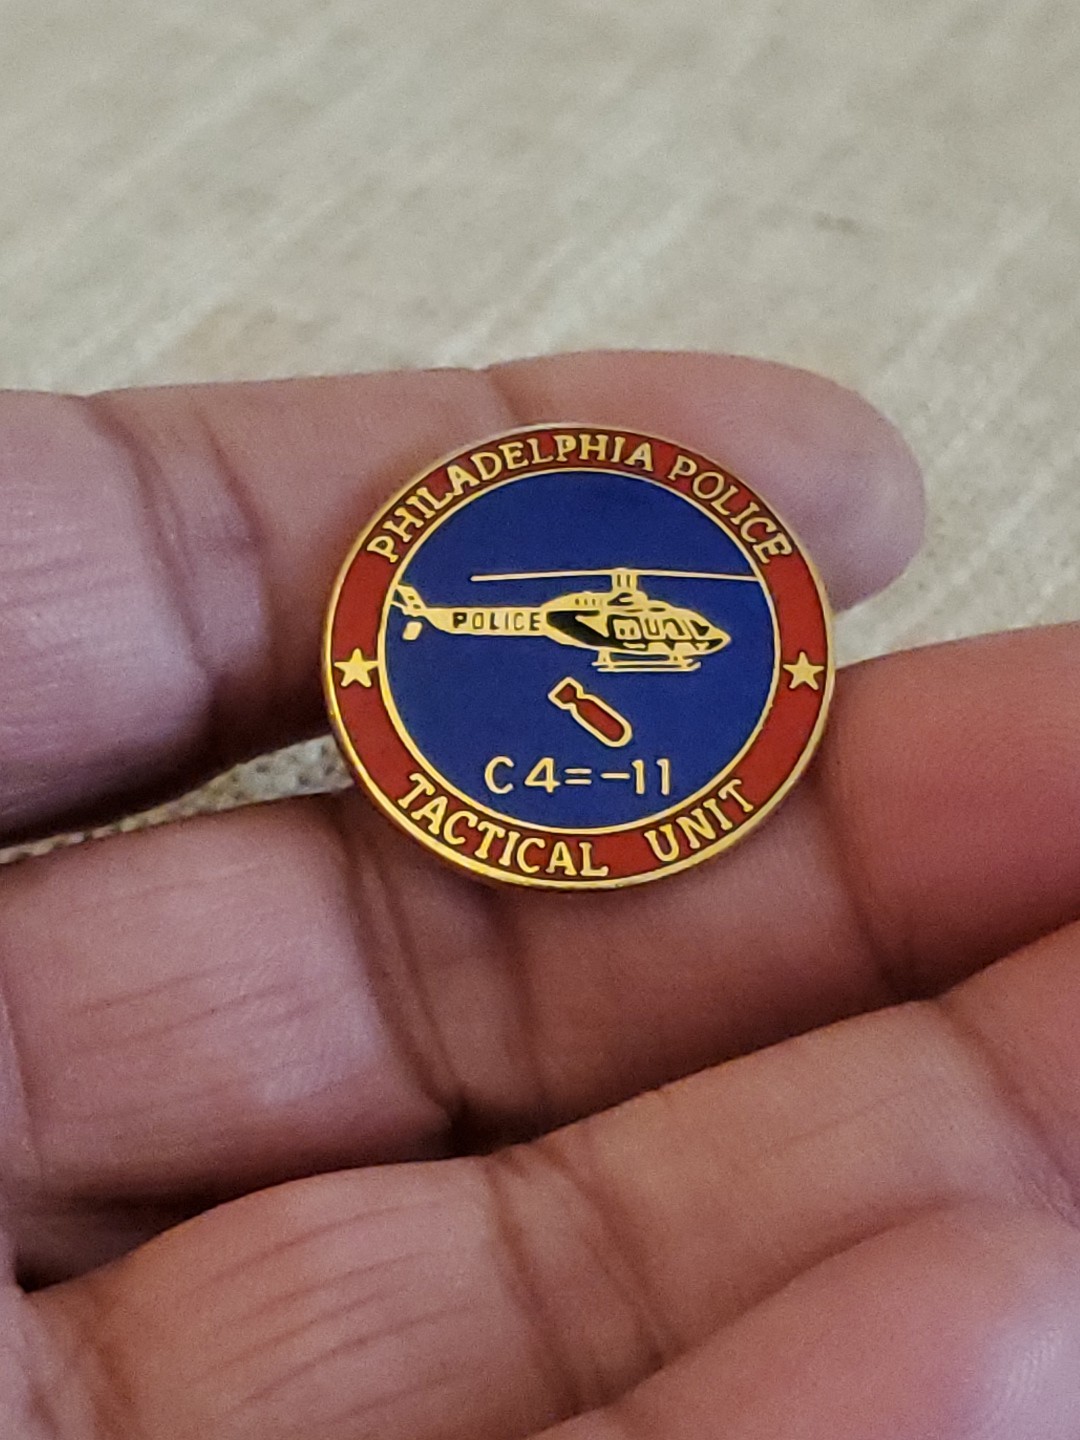 PHILADELPHIA POLICE
POLICE
C4=-11
TACTICAL UNIT